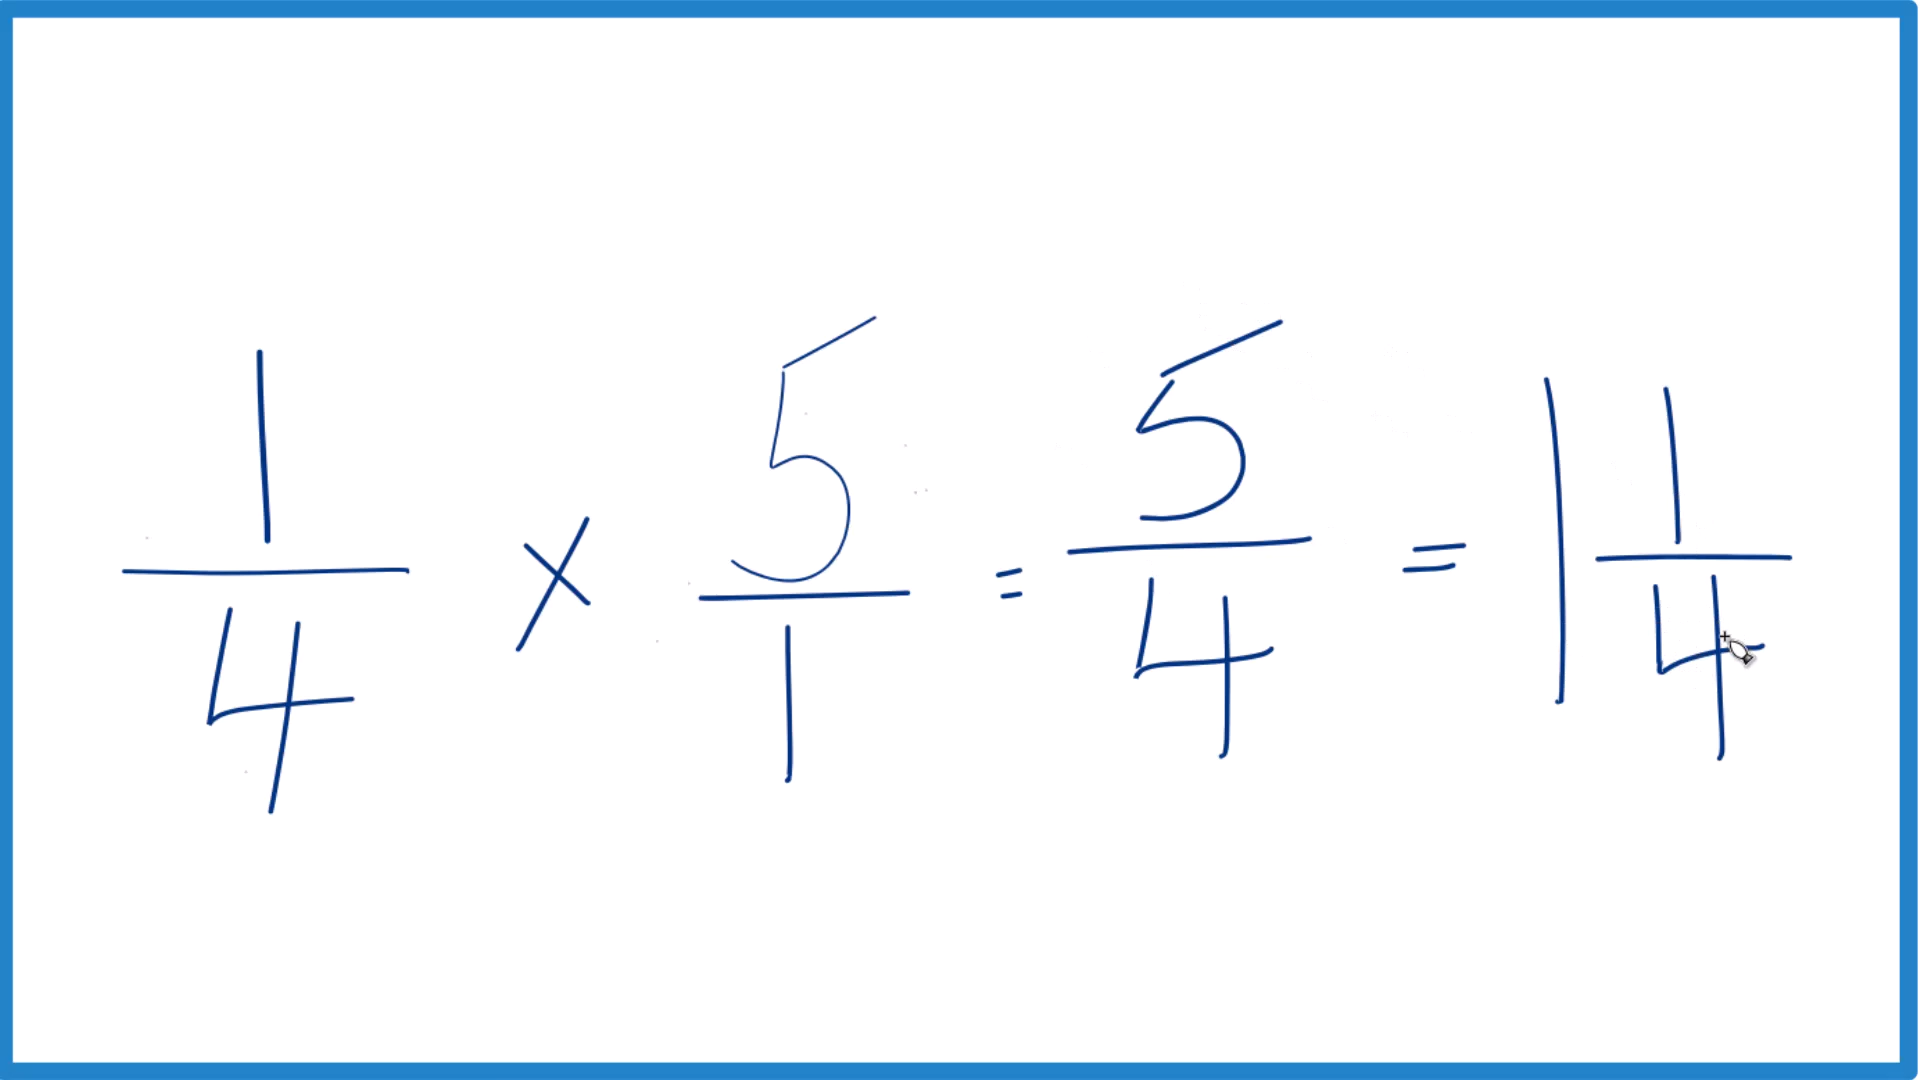 1/4 × 5/1 = 5/4 = 1 1/4